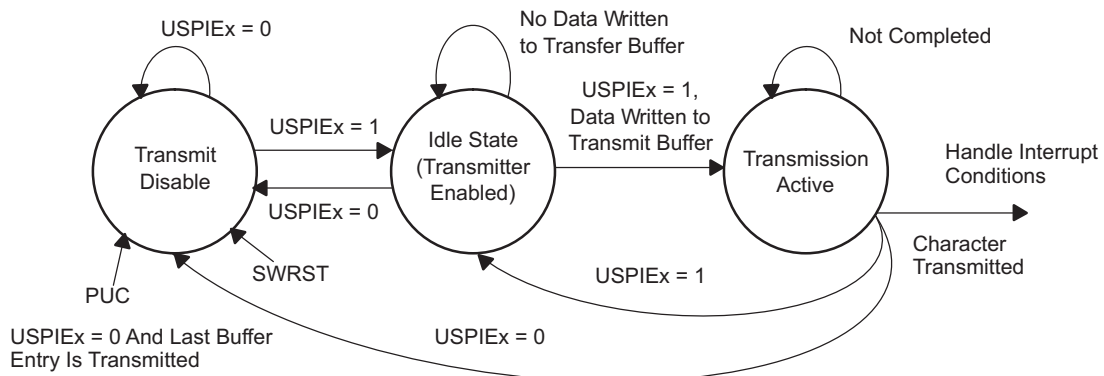 USPIEx = 0
No Data Written
to Transfer Buffer
Not Completed
USPIEx = 1
USPIEx = 1,
Data Written to
Transmit Buffer
Transmit
Disable
Idle State
(Transmitter
Enabled)
Transmission
Active
Handle Interrupt
Conditions
USPIEx = 0
PUC
SWRST
USPIEx = 1
Character
Transmitted
USPIEx = 0 And Last Buffer
Entry Is Transmitted
USPIEx = 0